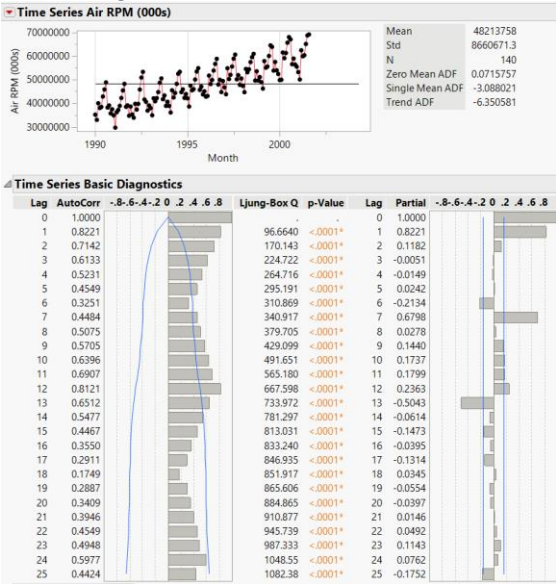 Time Series Air RPM (000s)
70000000
60000000
50000000
40000000
30000000
Air RPM (000s)
1990 1995 2000
Month
Mean 48213758
Std 8660671.3
N 140
Zero Mean ADF 0.0715757
Single Mean ADF -3.088021
Trend ADF -6.350581
Time Series Basic Diagnostics
Lag AutoCorr -.8-.6-.4-.2 0 .2 .4 .6 .8 Ljung-Box Q p-Value Lag Partial -.8-.6-.4-.2 0 .2 .4 .6 .8
0 1.0000 . . 0 1.0000
1 0.8221 96.6640 <.0001* 1 0.8221
2 0.7142 170.143 <.0001* 2 0.1182
3 0.6133 224.722 <.0001* 3 -0.0051
4 0.5231 264.716 <.0001* 4 -0.0149
5 0.4549 295.191 <.0001* 5 0.0242
6 0.3251 310.869 <.0001* 6 -0.2134
7 0.4484 340.917 <.0001* 7 0.6798
8 0.5075 379.705 <.0001* 8 0.0278
9 0.5705 429.099 <.0001* 9 0.1440
10 0.6396 491.651 <.0001* 10 0.1737
11 0.6907 565.180 <.0001* 11 0.1799
12 0.8121 667.598 <.0001* 12 0.2363
13 0.6512 733.972 <.0001* 13 -0.5043
14 0.5477 781.297 <.0001* 14 -0.0614
15 0.4467 813.031 <.0001* 15 -0.1473
16 0.3550 833.240 <.0001* 16 -0.0395
17 0.2911 846.935 <.0001* 17 -0.1314
18 0.1749 851.917 <.0001* 18 0.0345
19 0.2887 865.606 <.0001* 19 -0.0554
20 0.3409 884.865 <.0001* 20 -0.0397
21 0.3946 910.877 <.0001* 21 0.0146
22 0.4549 945.739 <.0001* 22 0.0492
23 0.4948 987.333 <.0001* 23 0.1143
24 0.5977 1048.55 <.0001* 24 0.0762
25 0.4424 1082.38 <.0001* 25 -0.1752